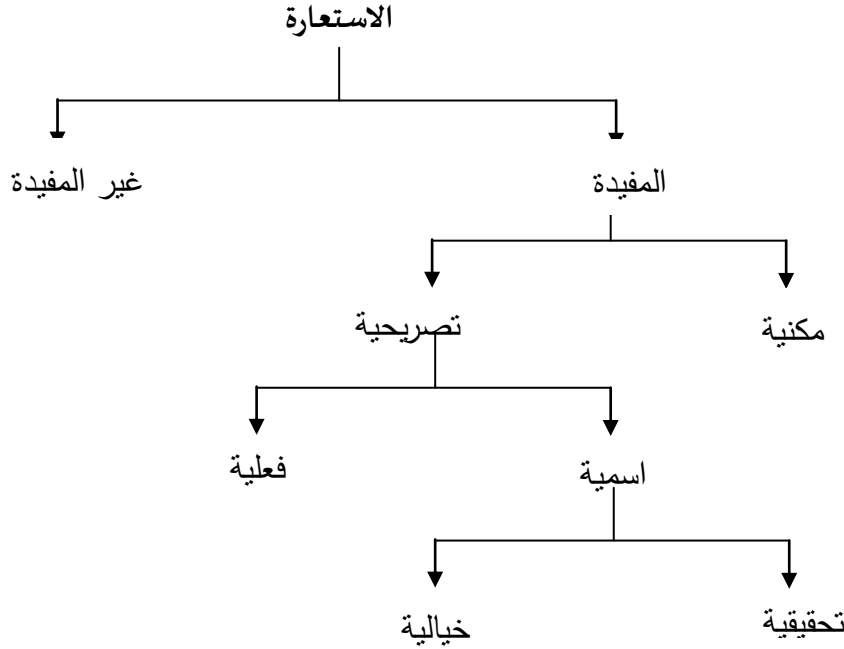 الاستعارة
المفيدة
غير المفيدة
مكنية
تصريحية
اسمية
فعلية
تحقيقية
خيالية